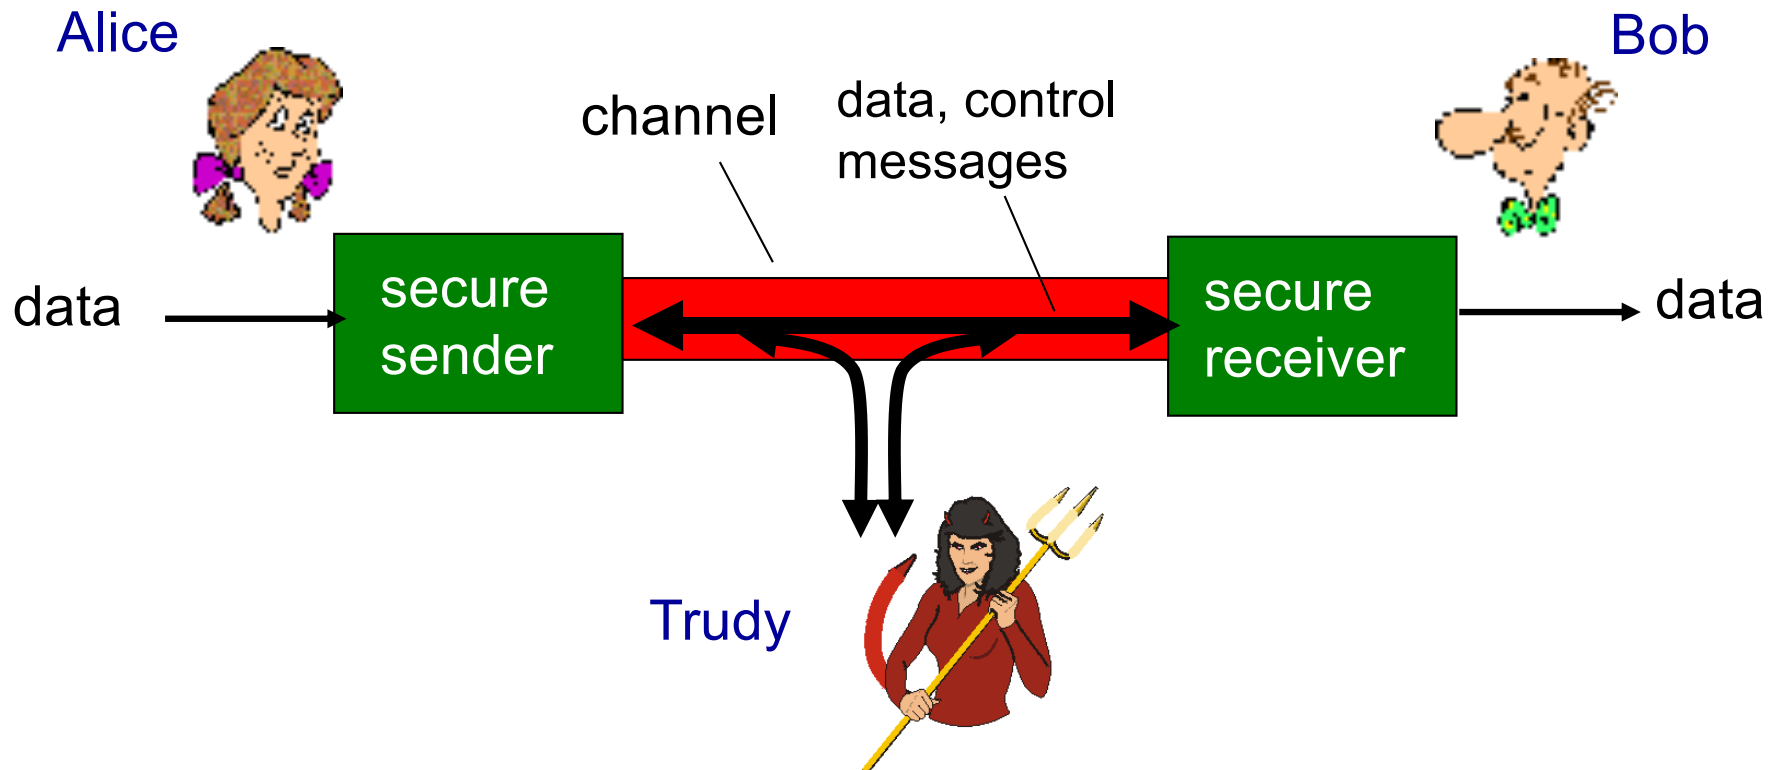 Alice
Bob
channel
data, control
messages
data
secure
sender
secure
receiver
data
Trudy